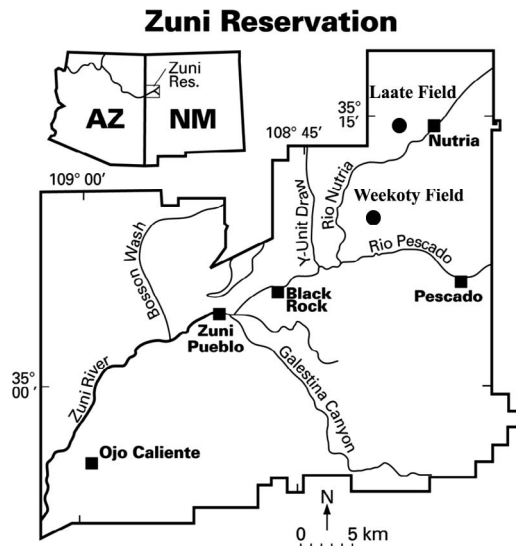 Zuni Reservation
Zuni
Res.
AZ
NM
Laate Field
35°
15'
108° 45'
Nutria
109° 00'
Weekoty Field
Bosson Wash
Y-Unit Draw
Rio Nutria
Rio Pescado
Black
Rock
Pescado
Zuni
Pueblo
Zuni River
Galestina Canyon
35°
00'
Ojo Caliente
N
0 5 km